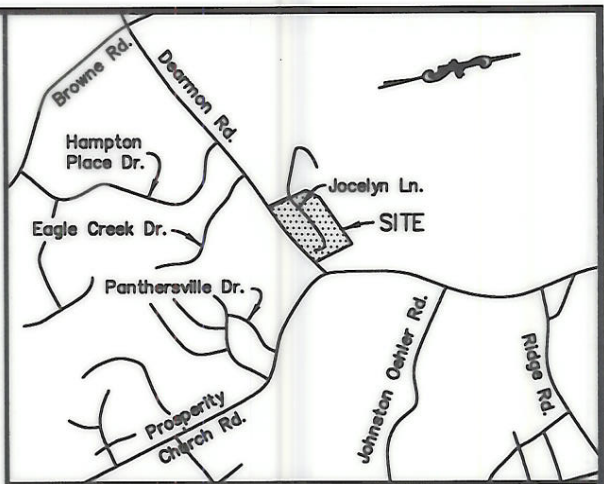 Browne Rd.
Dearmon Rd.
Hampton
Place Dr.
Jocelyn Ln.
Eagle Creek Dr.
SITE
Panthersville Dr.
Johnston Oehler Rd.
Ridge Rd.
Prosperity
Church Rd.